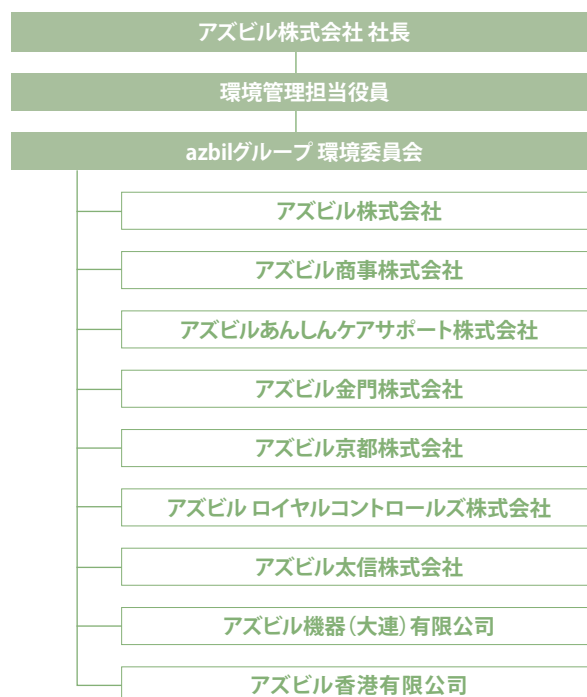 アズビル株式会社 社長
環境管理担当役員
azbilグループ 環境委員会
アズビル株式会社
アズビル商事株式会社
アズビルあんしんケアサポート株式会社
アズビル金門株式会社
アズビル京都株式会社
アズビル ロイヤルコントロールズ株式会社
アズビル太信株式会社
アズビル機器（大連）有限公司
アズビル香港有限公司